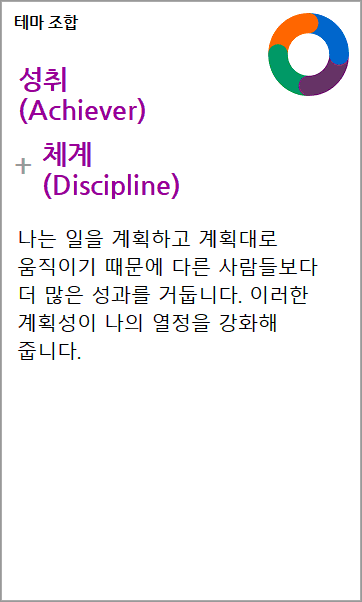 테마 조합
성취
(Achiever)
+ 체계
(Discipline)
나는 일을 계획하고 계획대로
움직이기 때문에 다른 사람들보다
더 많은 성과를 거둡니다. 이러한
계획성이 나의 열정을 강화해
줍니다.